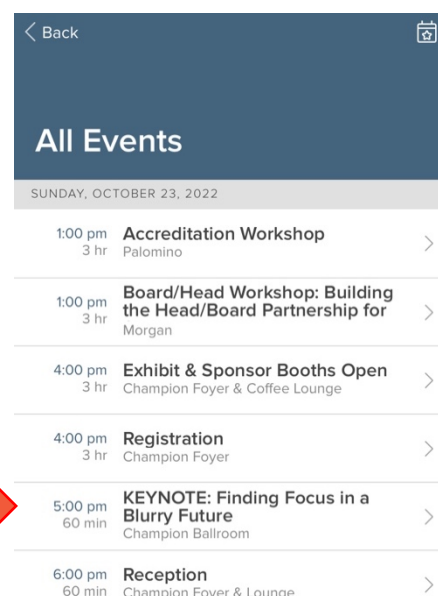 Back
All Events
SUNDAY, OCTOBER 23, 2022
1:00 pm Accreditation Workshop
3 hr Palomino
1:00 pm Board/Head Workshop: Building
3 hr the Head/Board Partnership for
Morgan
4:00 pm Exhibit & Sponsor Booths Open
3 hr Champion Foyer & Coffee Lounge
4:00 pm Registration
3 hr Champion Foyer
5:00 pm KEYNOTE: Finding Focus in a
60 min Blurry Future
Champion Ballroom
6:00 pm Reception
60 min Champion Foyer & Lounge